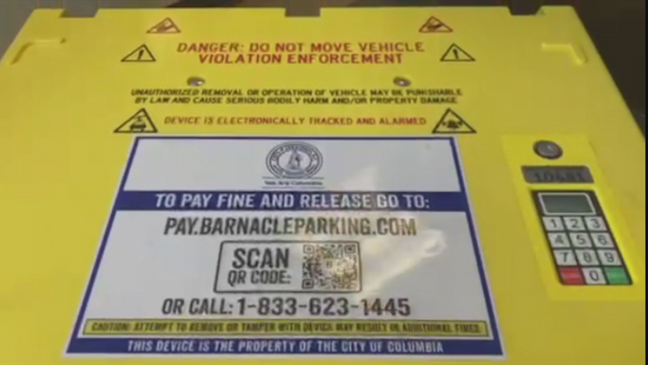 DANGER: DO NOT MOVE VEHICLE
VIOLATION ENFORCEMENT
UNAUTHORIZED REMOVAL OR OPERATION OF VEHICLE MAY BE PUNISHABLE
BY LAW AND CAUSE SERIOUS BODILY HARM AND/OR PROPERTY DAMAGE.
DEVICE IS ELECTRONICALLY TRACKED AND ALARMED
We Are Columbia
TO PAY FINE AND RELEASE GO TO:
PAY.BARNACLEPARKING.COM
SCAN
QR CODE:
OR CALL: 1-833-623-1445
CAUTION: ATTEMPT TO REMOVE OR TAMPER WITH DEVICE MAY RESULT IN ADDITIONAL FINES.
THIS DEVICE IS THE PROPERTY OF THE CITY OF COLUMBIA
10481
1 2 3
4 5 6
7 8 9
0